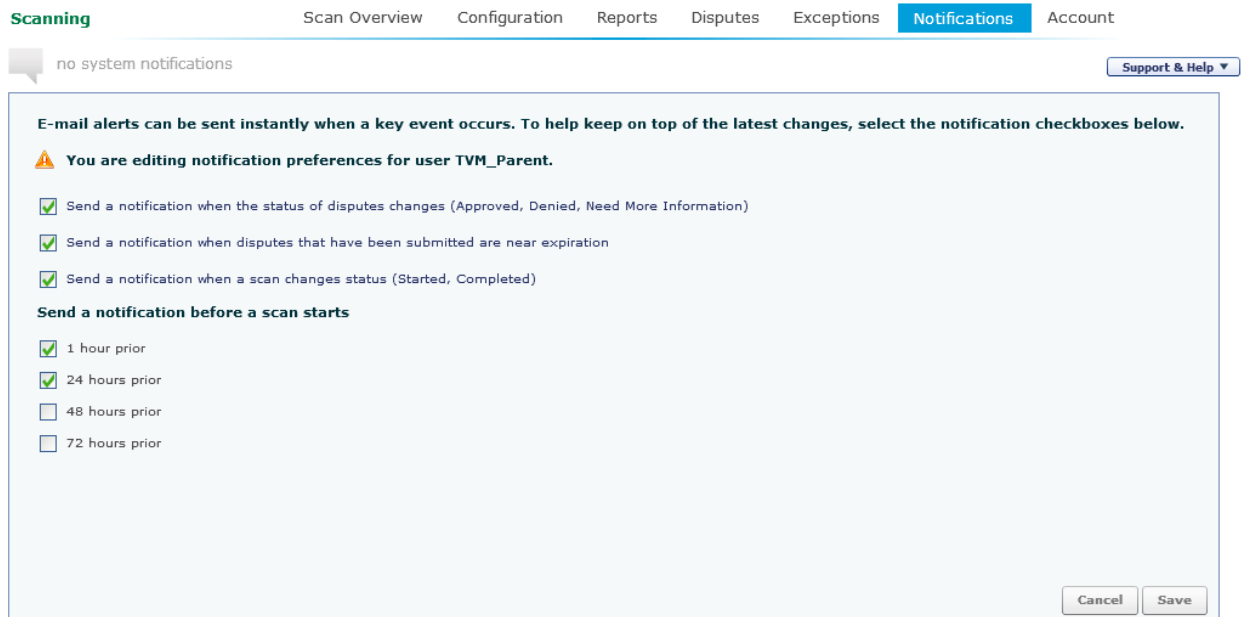 Scanning Scan Overview Configuration Reports Disputes Exceptions Notifications Account
no system notifications
Support & Help ▼
E-mail alerts can be sent instantly when a key event occurs. To help keep on top of the latest changes, select the notification checkboxes below.
You are editing notification preferences for user TVM_Parent.
Send a notification when the status of disputes changes (Approved, Denied, Need More Information)
Send a notification when disputes that have been submitted are near expiration
Send a notification when a scan changes status (Started, Completed)
Send a notification before a scan starts
1 hour prior
24 hours prior
48 hours prior
72 hours prior
Cancel Save